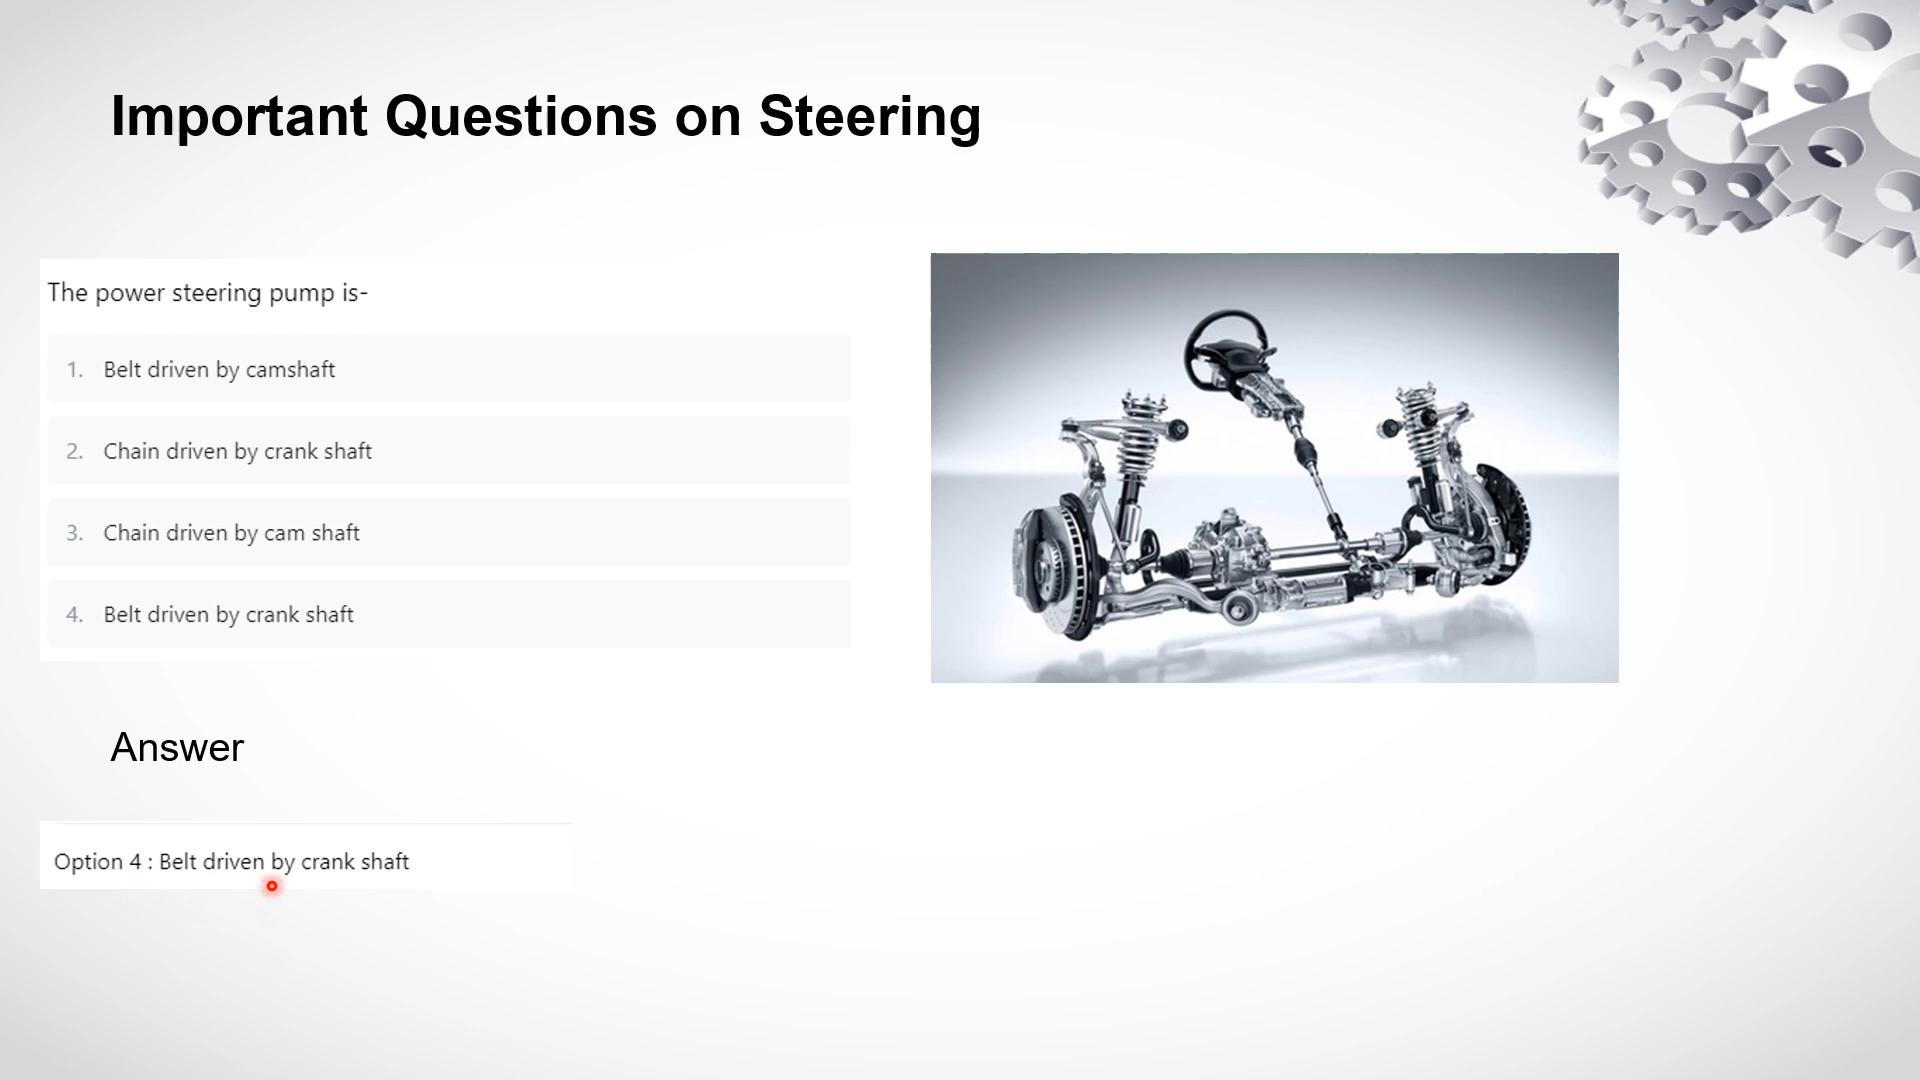 Important Questions on Steering
The power steering pump is-
1. Belt driven by camshaft
2. Chain driven by crank shaft
3. Chain driven by cam shaft
4. Belt driven by crank shaft
Answer
Option 4 : Belt driven by crank shaft